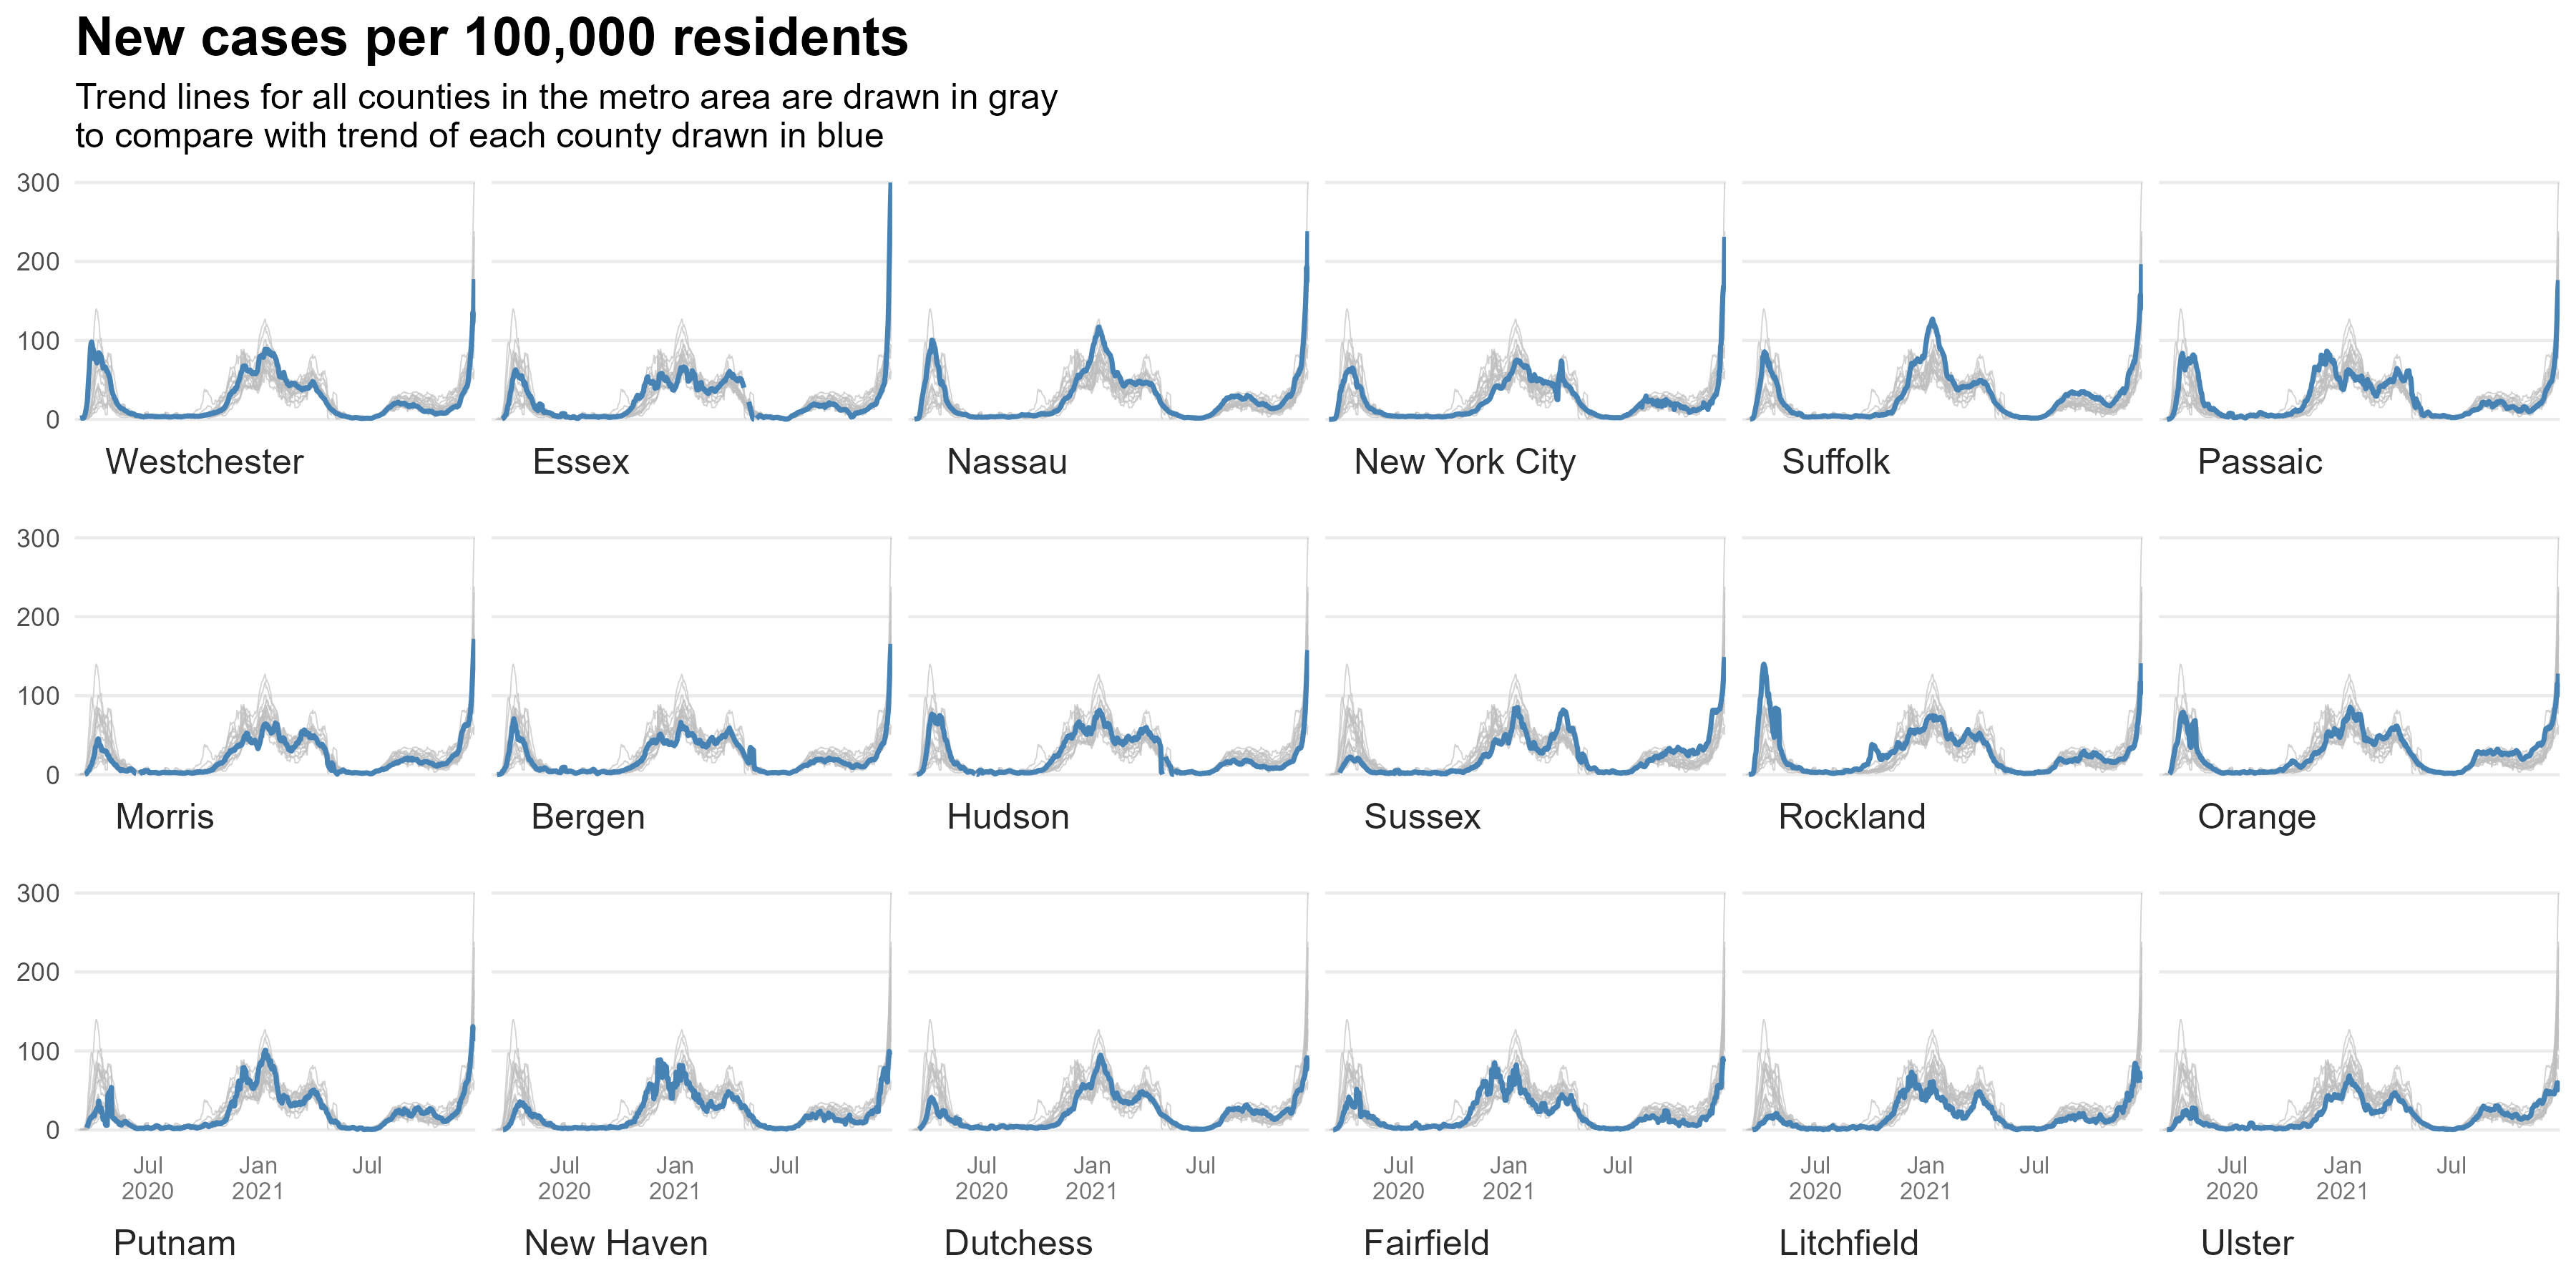 New cases per 100,000 residents
Trend lines for all counties in the metro area are drawn in gray
to compare with trend of each county drawn in blue
300
200
100
0
Westchester Essex Nassau New York City Suffolk Passaic
300
200
100
0
Morris Bergen Hudson Sussex Rockland Orange
300
200
100
0
Jul Jan Jul Jul Jan Jul Jul Jan Jul Jul Jan Jul Jul Jan Jul Jul Jan Jul
2020 2021 2020 2021 2020 2021 2020 2021 2020 2021 2020 2021
Putnam New Haven Dutchess Fairfield Litchfield Ulster